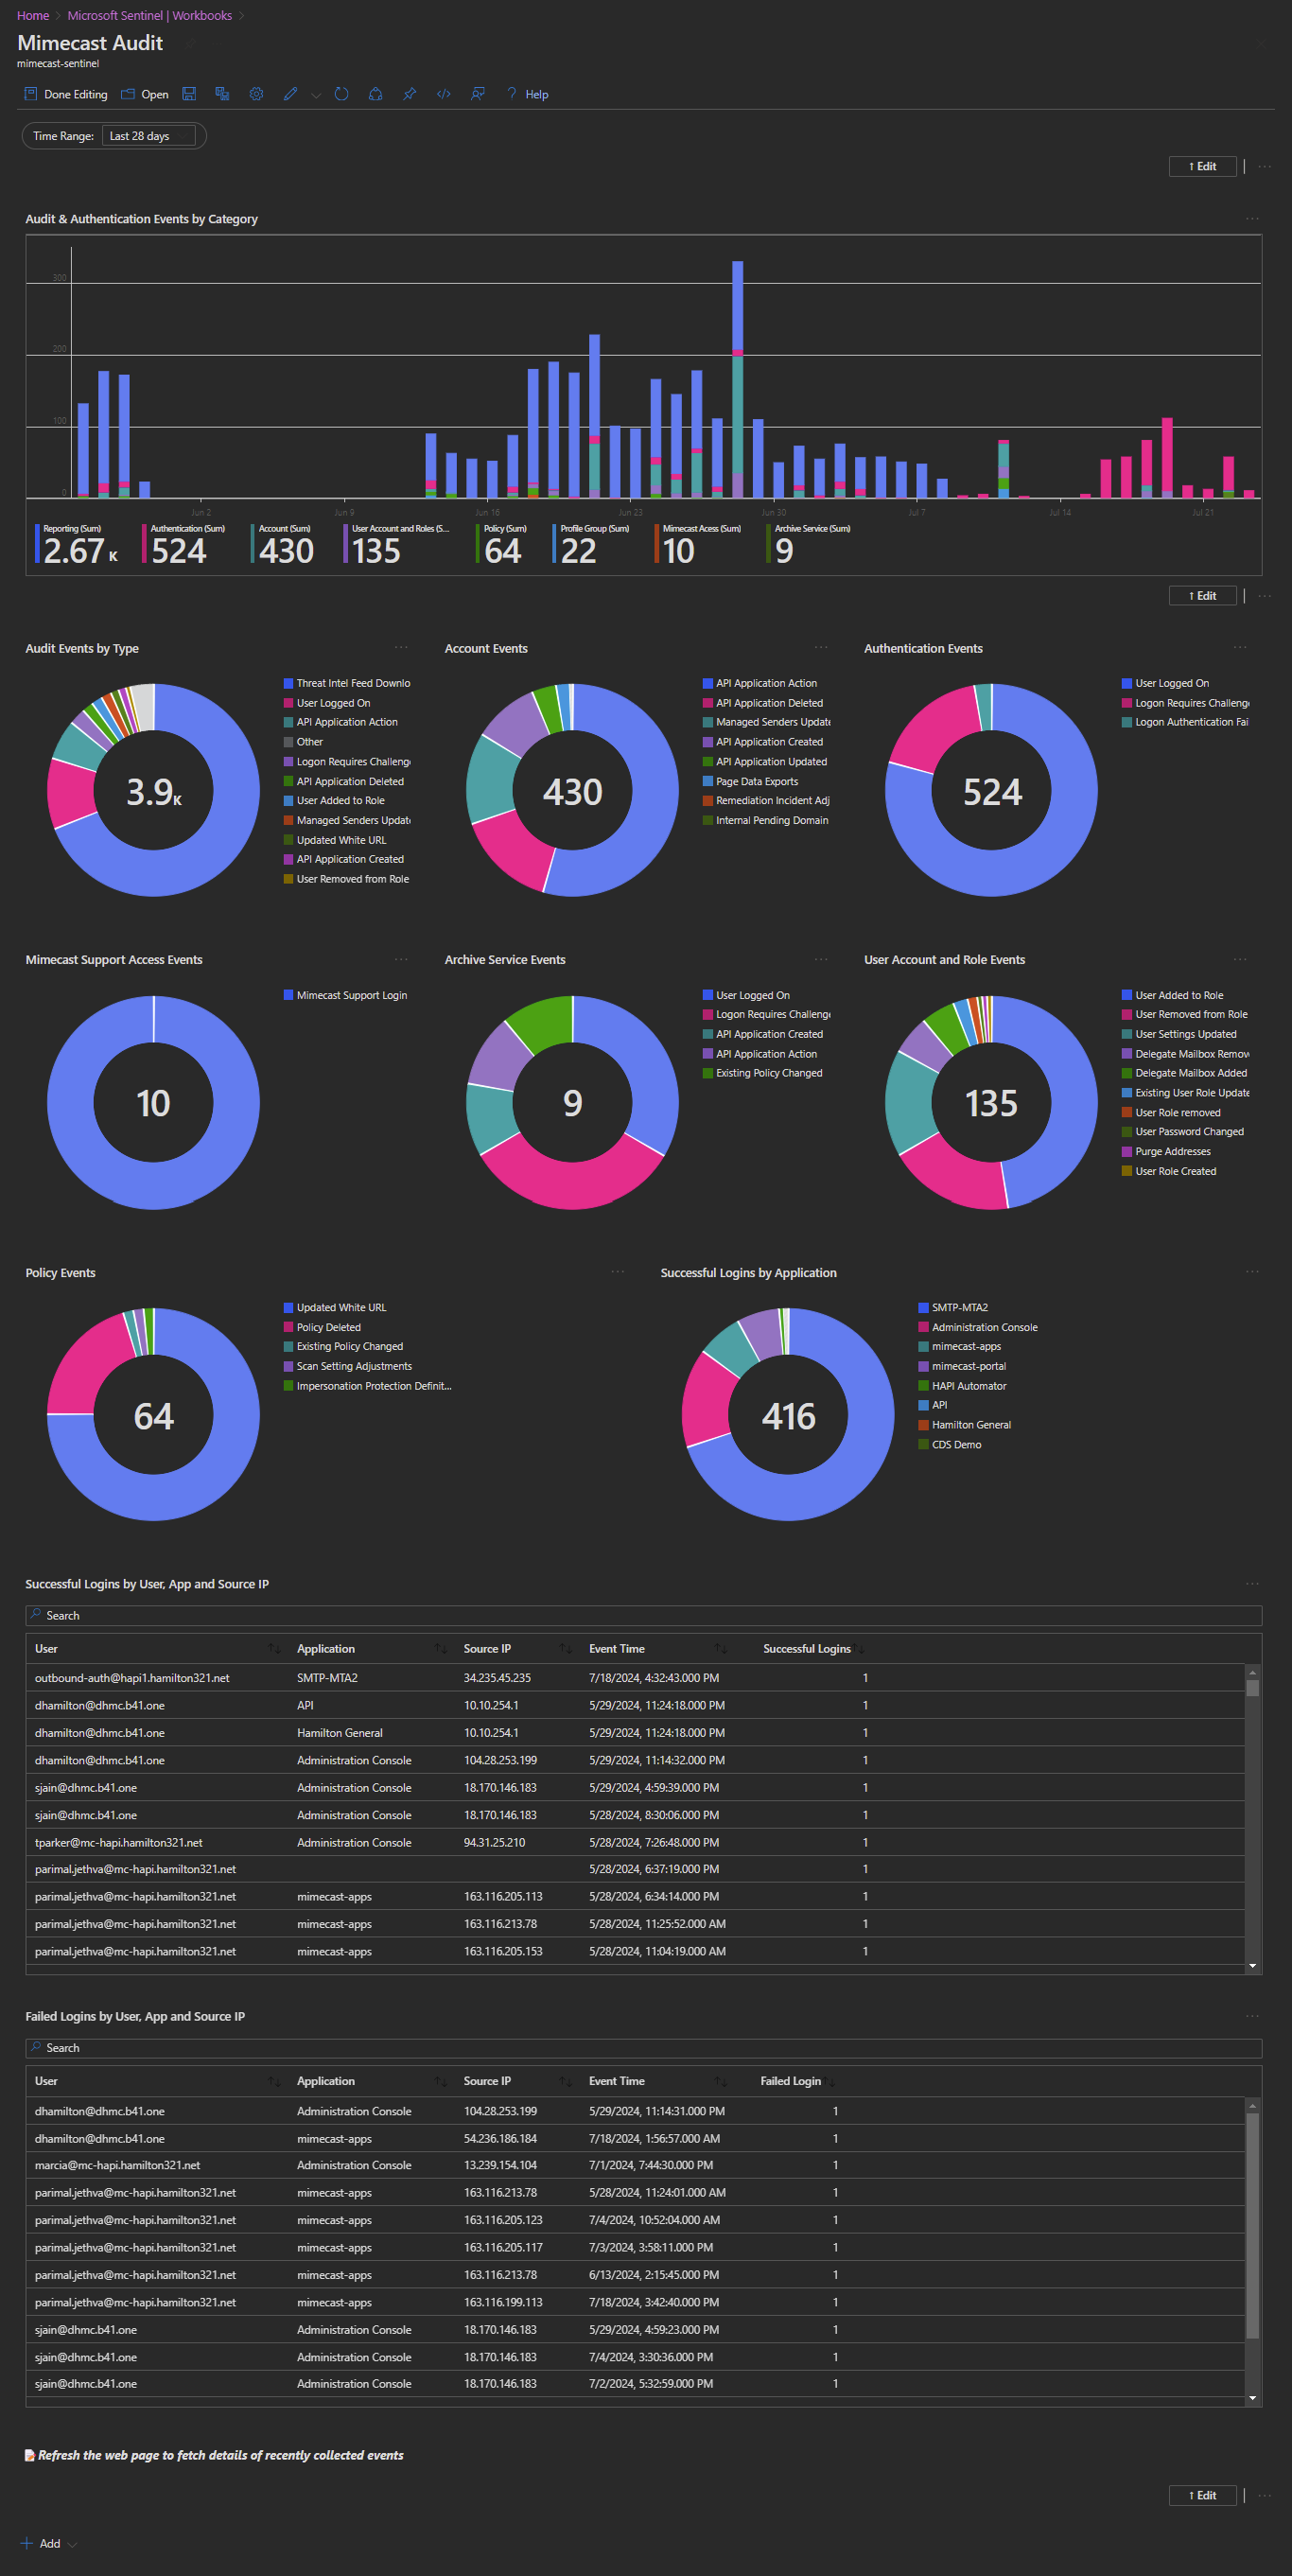 Home > Microsoft Sentinel | Workbooks >
Mimecast Audit
mimecast-sentinel
Done Editing Open Help
Time Range: Last 28 days
↑ Edit
Audit & Authentication Events by Category
300
200
100
0
Jun 2 Jun 9 Jun 16 Jun 23 Jun 30 Jul 7 Jul 14 Jul 21
Reporting (Sum) Authentication (Sum) Account (Sum) User Account and Roles (S... Policy (Sum) Profile Group (Sum) Mimecast Acess (Sum) Archive Service (Sum)
2.67 K 524 430 135 64 22 10 9
↑ Edit
Audit Events by Type
3.9K
Threat Intel Feed Downlo
User Logged On
API Application Action
Other
Logon Requires Challeng
API Application Deleted
User Added to Role
Managed Senders Updat
Updated White URL
API Application Created
User Removed from Role
Account Events
430
API Application Action
API Application Deleted
Managed Senders Update
API Application Created
API Application Updated
Page Data Exports
Remediation Incident Adj
Internal Pending Domain
Authentication Events
524
User Logged On
Logon Requires Challeng
Logon Authentication Fai
Mimecast Support Access Events
10
Mimecast Support Login
Archive Service Events
9
User Logged On
Logon Requires Challeng
API Application Created
API Application Action
Existing Policy Changed
User Account and Role Events
135
User Added to Role
User Removed from Role
User Settings Updated
Delegate Mailbox Remov
Delegate Mailbox Added
Existing User Role Update
User Role removed
User Password Changed
Purge Addresses
User Role Created
Policy Events
64
Updated White URL
Policy Deleted
Existing Policy Changed
Scan Setting Adjustments
Impersonation Protection Definit...
Successful Logins by Application
416
SMTP-MTA2
Administration Console
mimecast-apps
mimecast-portal
HAPI Automator
API
Hamilton General
CDS Demo
Successful Logins by User, App and Source IP
Search
User Application Source IP Event Time Successful Logins
outbound-auth@hapi1.hamilton321.net SMTP-MTA2 34.235.45.235 7/18/2024, 4:32:43.000 PM 1
dhamilton@dhmc.b41.one API 10.10.254.1 5/29/2024, 11:24:18.000 PM 1
dhamilton@dhmc.b41.one Hamilton General 10.10.254.1 5/29/2024, 11:24:18.000 PM 1
dhamilton@dhmc.b41.one Administration Console 104.28.253.199 5/29/2024, 11:14:32.000 PM 1
sjain@dhmc.b41.one Administration Console 18.170.146.183 5/29/2024, 4:59:39.000 PM 1
sjain@dhmc.b41.one Administration Console 18.170.146.183 5/28/2024, 8:30:06.000 PM 1
tparker@mc-hapi.hamilton321.net Administration Console 94.31.25.210 5/28/2024, 7:26:48.000 PM 1
parimal.jethva@mc-hapi.hamilton321.net 5/28/2024, 6:37:19.000 PM 1
parimal.jethva@mc-hapi.hamilton321.net mimecast-apps 163.116.205.113 5/28/2024, 6:34:14.000 PM 1
parimal.jethva@mc-hapi.hamilton321.net mimecast-apps 163.116.213.78 5/28/2024, 11:25:52.000 AM 1
parimal.jethva@mc-hapi.hamilton321.net mimecast-apps 163.116.205.153 5/28/2024, 11:04:19.000 AM 1
Failed Logins by User, App and Source IP
Search
User Application Source IP Event Time Failed Login
dhamilton@dhmc.b41.one Administration Console 104.28.253.199 5/29/2024, 11:14:31.000 PM 1
dhamilton@dhmc.b41.one mimecast-apps 54.236.186.184 7/18/2024, 1:56:57.000 AM 1
marcia@mc-hapi.hamilton321.net Administration Console 13.239.154.104 7/1/2024, 7:44:30.000 PM 1
parimal.jethva@mc-hapi.hamilton321.net mimecast-apps 163.116.213.78 5/28/2024, 11:24:01.000 AM 1
parimal.jethva@mc-hapi.hamilton321.net mimecast-apps 163.116.205.123 7/4/2024, 10:52:04.000 AM 1
parimal.jethva@mc-hapi.hamilton321.net mimecast-apps 163.116.205.117 7/3/2024, 3:58:11.000 PM 1
parimal.jethva@mc-hapi.hamilton321.net mimecast-apps 163.116.213.78 6/13/2024, 2:15:45.000 PM 1
parimal.jethva@mc-hapi.hamilton321.net mimecast-apps 163.116.199.113 7/18/2024, 3:42:40.000 PM 1
sjain@dhmc.b41.one Administration Console 18.170.146.183 5/29/2024, 4:59:23.000 PM 1
sjain@dhmc.b41.one Administration Console 18.170.146.183 7/4/2024, 3:30:36.000 PM 1
sjain@dhmc.b41.one Administration Console 18.170.146.183 7/2/2024, 5:32:59.000 PM 1
Refresh the web page to fetch details of recently collected events
↑ Edit
Add